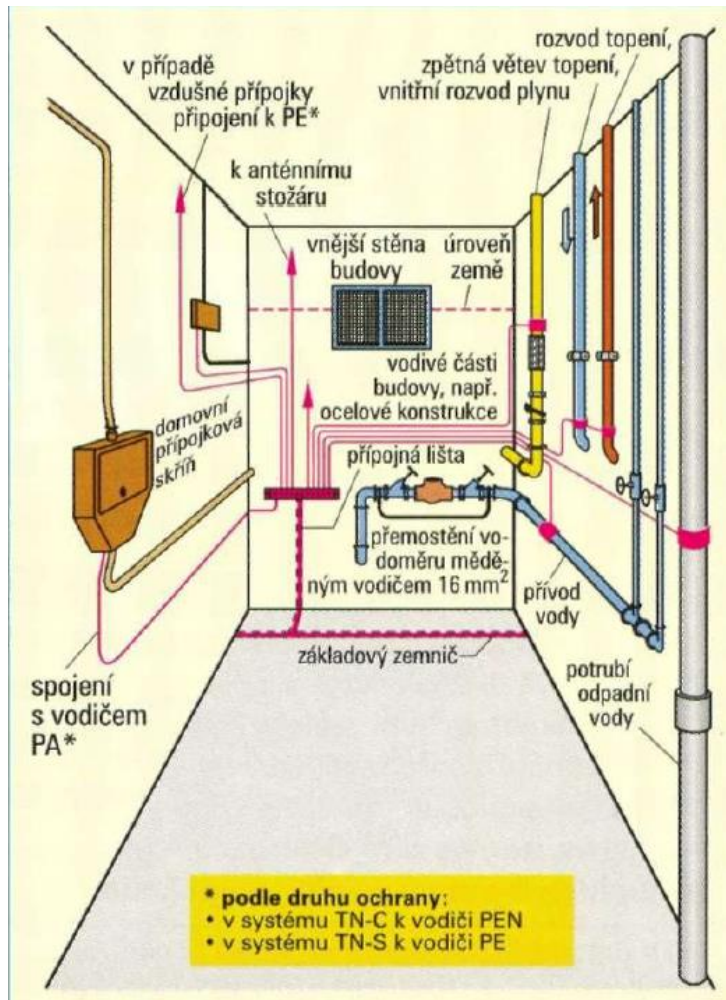 v případě
vzdušné přípojky
připojení k PE*
rozvod topení,
zpětná větev topení,
vnitřní rozvod plynu
k anténnímu
stožáru
vnější stěna
budovy
úroveň
země
vodivé části
budovy, např.
ocelové konstrukce
domovní
přípojková
skříň
přípojná lišta
přemostění vo-
doměru mědě-
ným vodičem 16 mm²
přívod
vody
základový zemnič
spojení
s vodičem
PA*
potrubí
odpadní
vody
* podle druhu ochrany:
• v systému TN-C k vodiči PEN
• v systému TN-S k vodiči PE